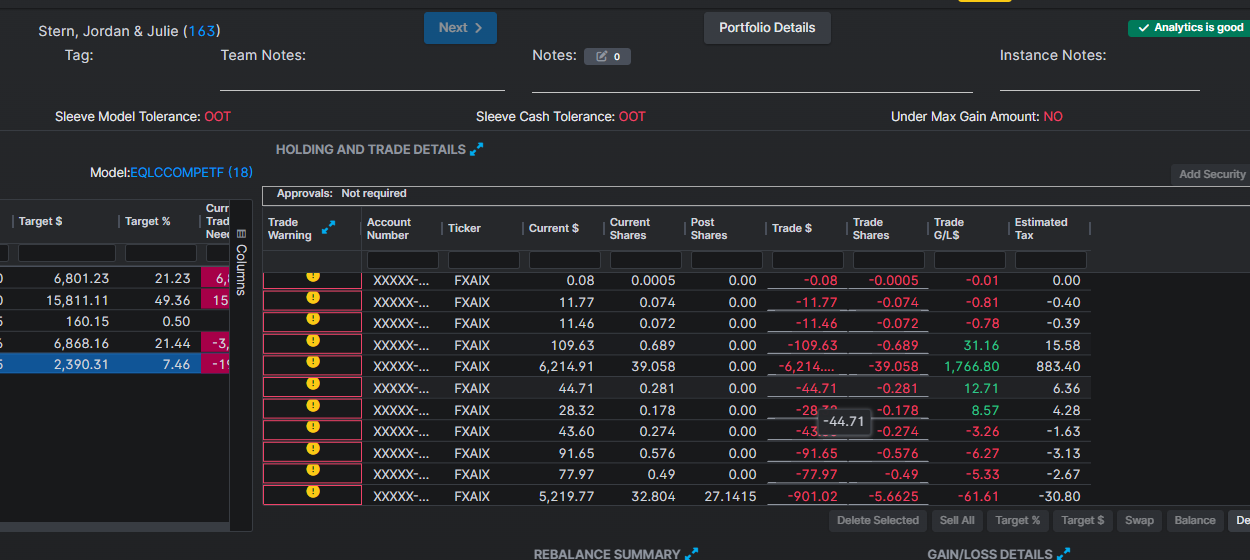 Stern, Jordan & Julie (163)
Next
Portfolio Details
Analytics is good
Tag:
Team Notes:
Notes:
0
Instance Notes:
Sleeve Model Tolerance: OOT
Sleeve Cash Tolerance: OOT
Under Max Gain Amount: NO
HOLDING AND TRADE DETAILS
Model:EQLCCOMPETF (18)
Add Security
Approvals: Not required
Target $ Target % Curr Trad Nee
Columns
Trade Warning Account Number Ticker Current $ Current Shares Post Shares Trade $ Trade Shares Trade G/L$ Estimated Tax
6,801.23 21.23
15,811.11 49.36 15
160.15 0.50
6,868.16 21.44 -3,
2,390.31 7.46
XXXXX-... FXAIX 0.08 0.0005 0.00 -0.08 -0.0005 -0.01 0.00
XXXXX-... FXAIX 11.77 0.074 0.00 -11.77 -0.074 -0.81 -0.40
XXXXX-... FXAIX 11.46 0.072 0.00 -11.46 -0.072 -0.78 -0.39
XXXXX-... FXAIX 109.63 0.689 0.00 -109.63 -0.689 31.16 15.58
XXXXX-... FXAIX 6,214.91 39.058 0.00 -6,214.... -39.058 1,766.80 883.40
XXXXX-... FXAIX 44.71 0.281 0.00 -44.71 -0.281 12.71 6.36
XXXXX-... FXAIX 28.32 0.178 0.00 -28.32 -0.178 8.57 4.28
-44.71
XXXXX-... FXAIX 43.60 0.274 0.00 -0.274 -3.26 -1.63
XXXXX-... FXAIX 91.65 0.576 0.00 -91.65 -0.576 -6.27 -3.13
XXXXX-... FXAIX 77.97 0.49 0.00 -77.97 -0.49 -5.33 -2.67
XXXXX-... FXAIX 5,219.77 32.804 27.1415 -901.02 -5.6625 -61.61 -30.80
Delete Selected Sell All Target % Target $ Swap Balance De
REBALANCE SUMMARY
GAIN/LOSS DETAILS